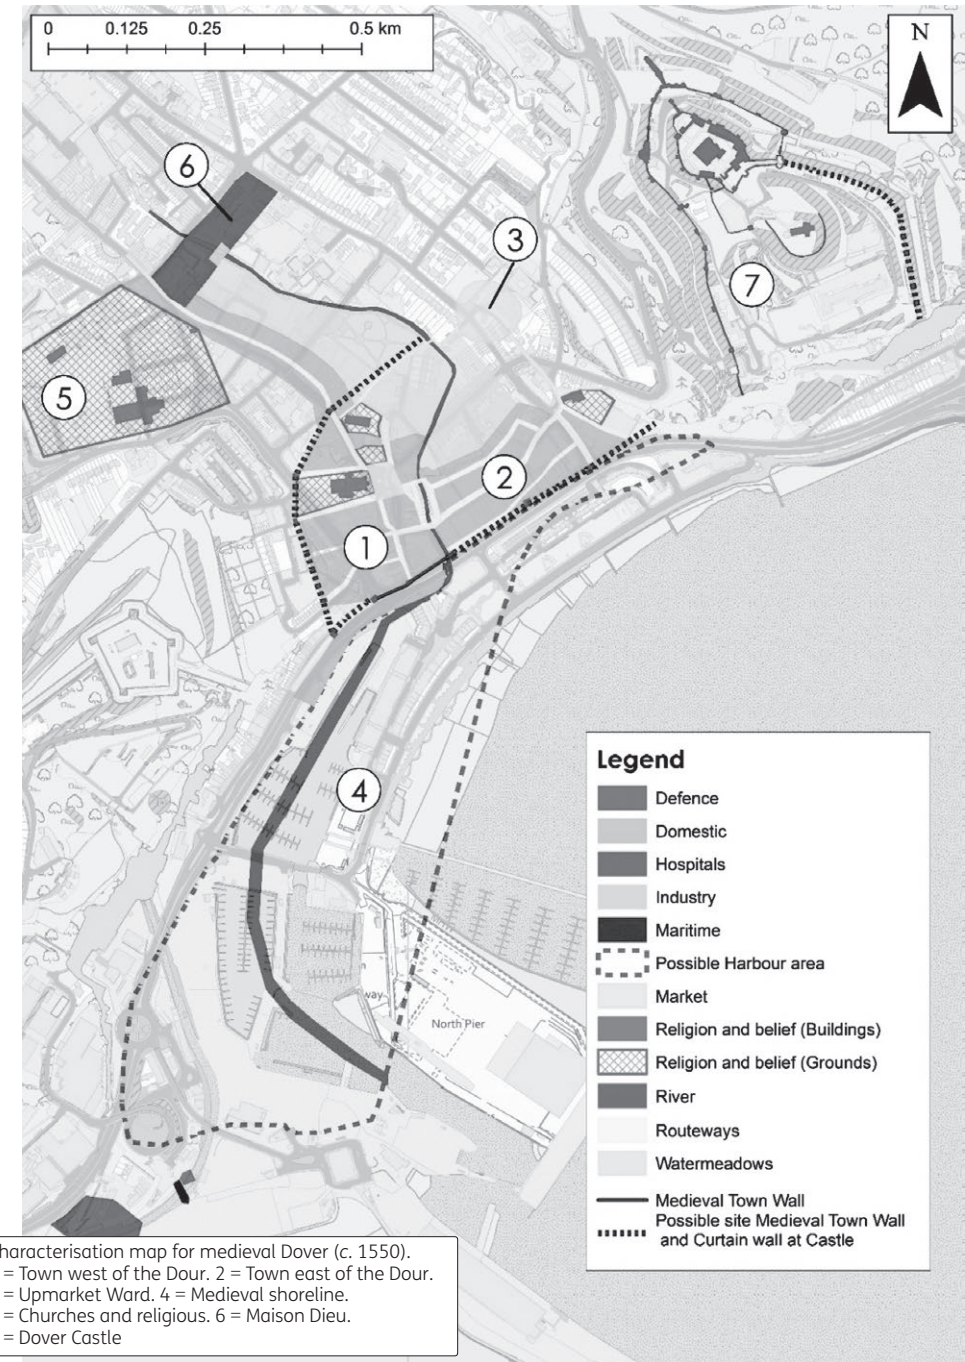 0 0.125 0.25 0.5 km
N
6
3
7
5
2
1
4
way
North Pier
Legend
Defence
Domestic
Hospitals
Industry
Maritime
Possible Harbour area
Market
Religion and belief (Buildings)
Religion and belief (Grounds)
River
Routeways
Watermeadows
Medieval Town Wall
Possible site Medieval Town Wall
and Curtain wall at Castle
haracterisation map for medieval Dover (c. 1550).
= Town west of the Dour. 2 = Town east of the Dour.
= Upmarket Ward. 4 = Medieval shoreline.
= Churches and religious. 6 = Maison Dieu.
= Dover Castle